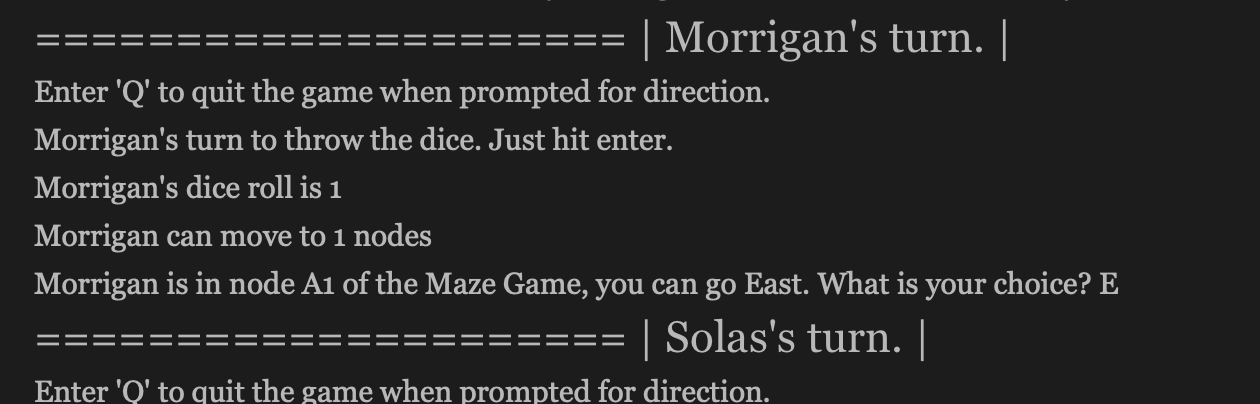 ===================== | Morrigan's turn. |
Enter 'Q' to quit the game when prompted for direction.
Morrigan's turn to throw the dice. Just hit enter.
Morrigan's dice roll is 1
Morrigan can move to 1 nodes
Morrigan is in node A1 of the Maze Game, you can go East. What is your choice? E
===================== | Solas's turn. |
Enter 'Q' to quit the game when prompted for direction.